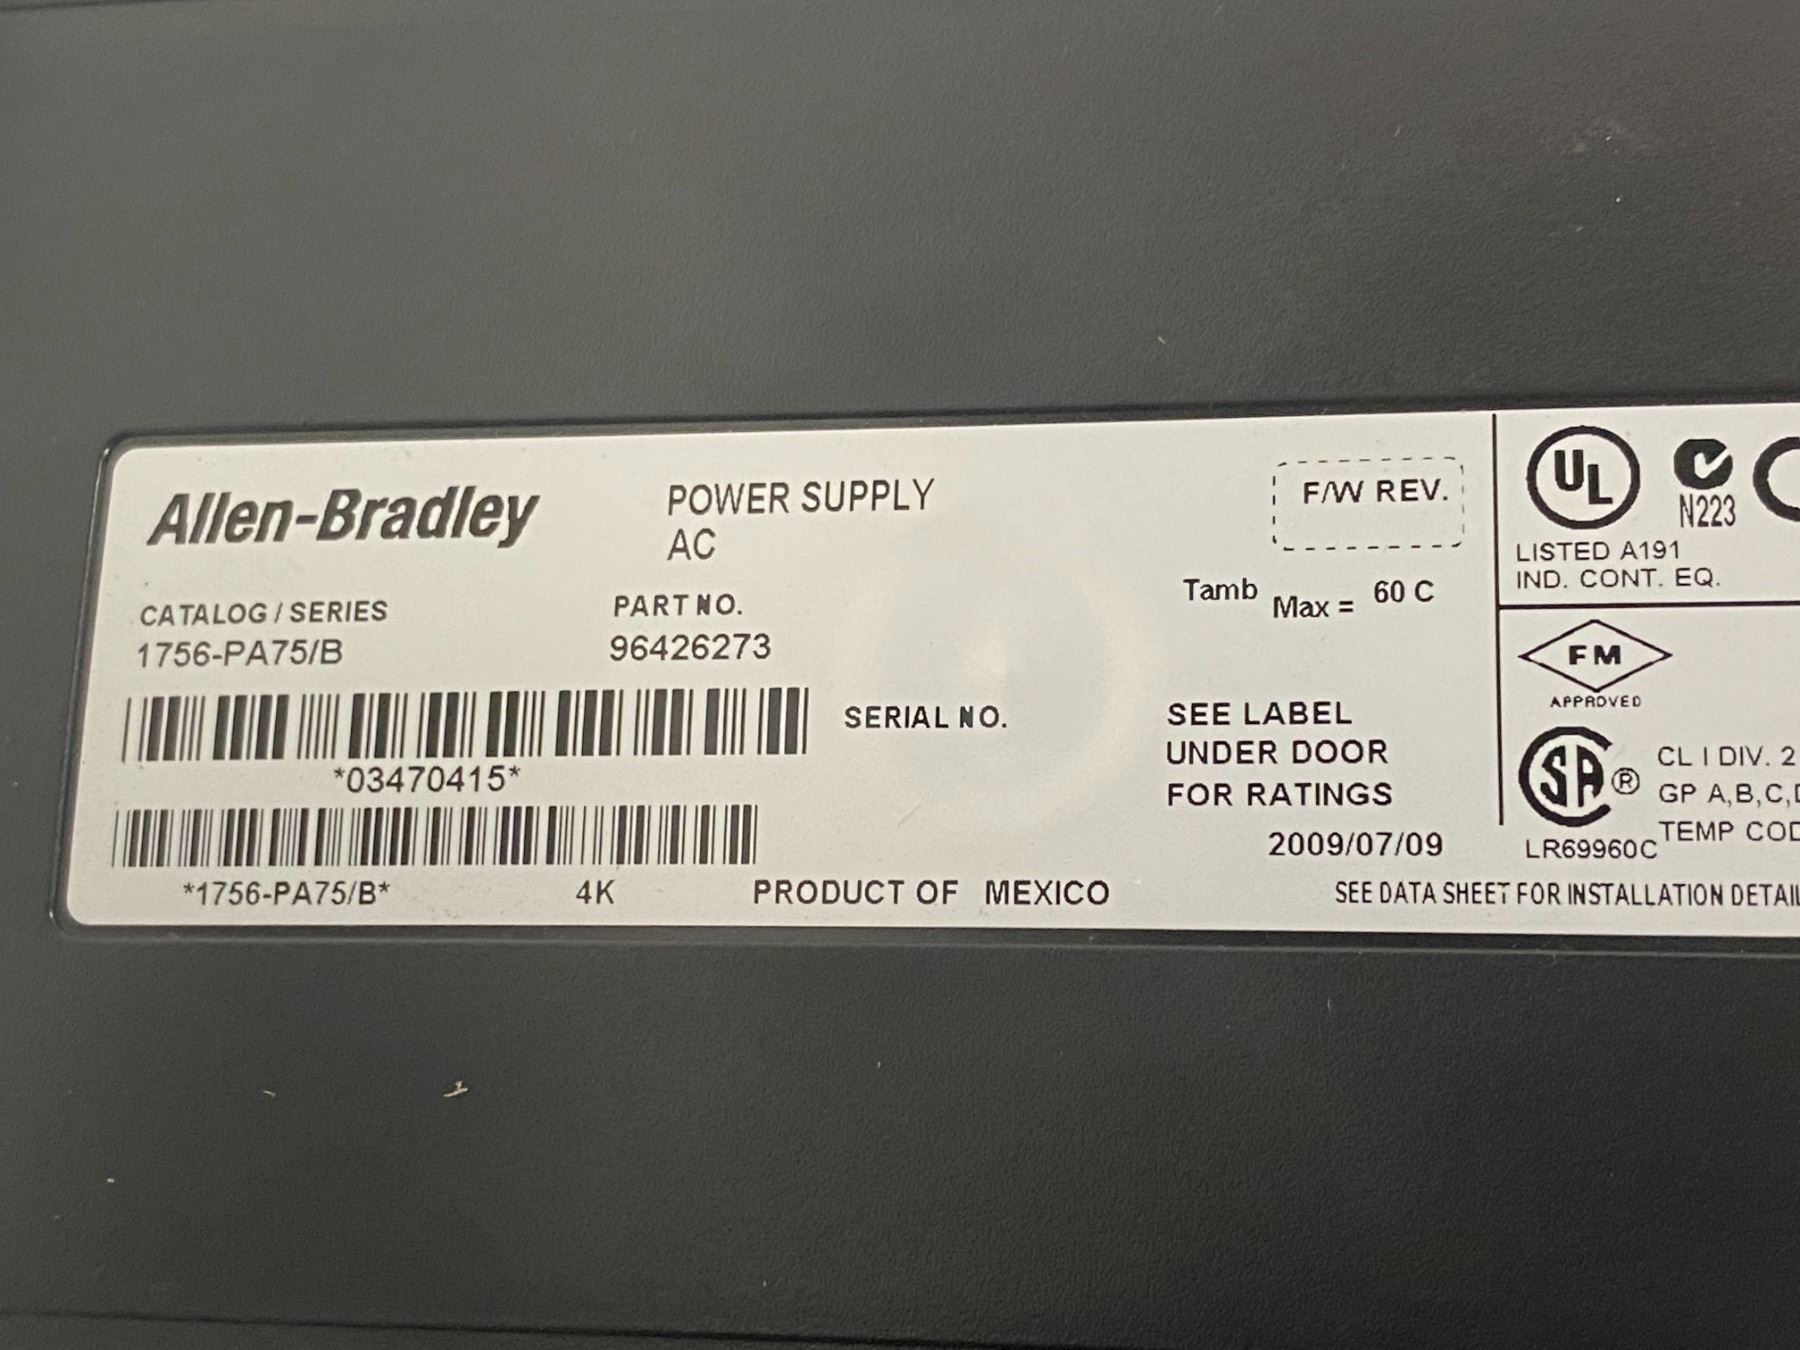 Allen-Bradley
POWER SUPPLY
AC
CATALOG / SERIES
1756-PA75/B
PART NO.
96426273
*03470415*
SERIAL NO.
*1756-PA75/B*
4K
PRODUCT OF MEXICO
F/W REV.
Tamb Max = 60 C
SEE LABEL
UNDER DOOR
FOR RATINGS
2009/07/09
UL
LISTED A191
IND. CONT. EQ.
N223
FM
APPROVED
SA ®
LR69960C
CL I DIV. 2
GP A,B,C,
TEMP
SEE DATA SHEET FOR INSTALLATION